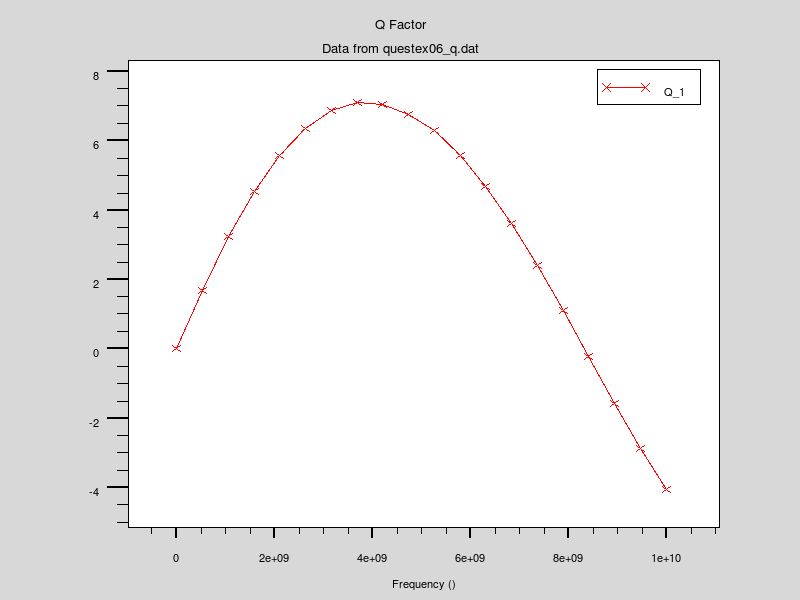 Q Factor
Data from questex06_q.dat
Q_1
8
6
4
2
0
-2
-4
0 2e+09 4e+09 6e+09 8e+09 1e+10
Frequency ()